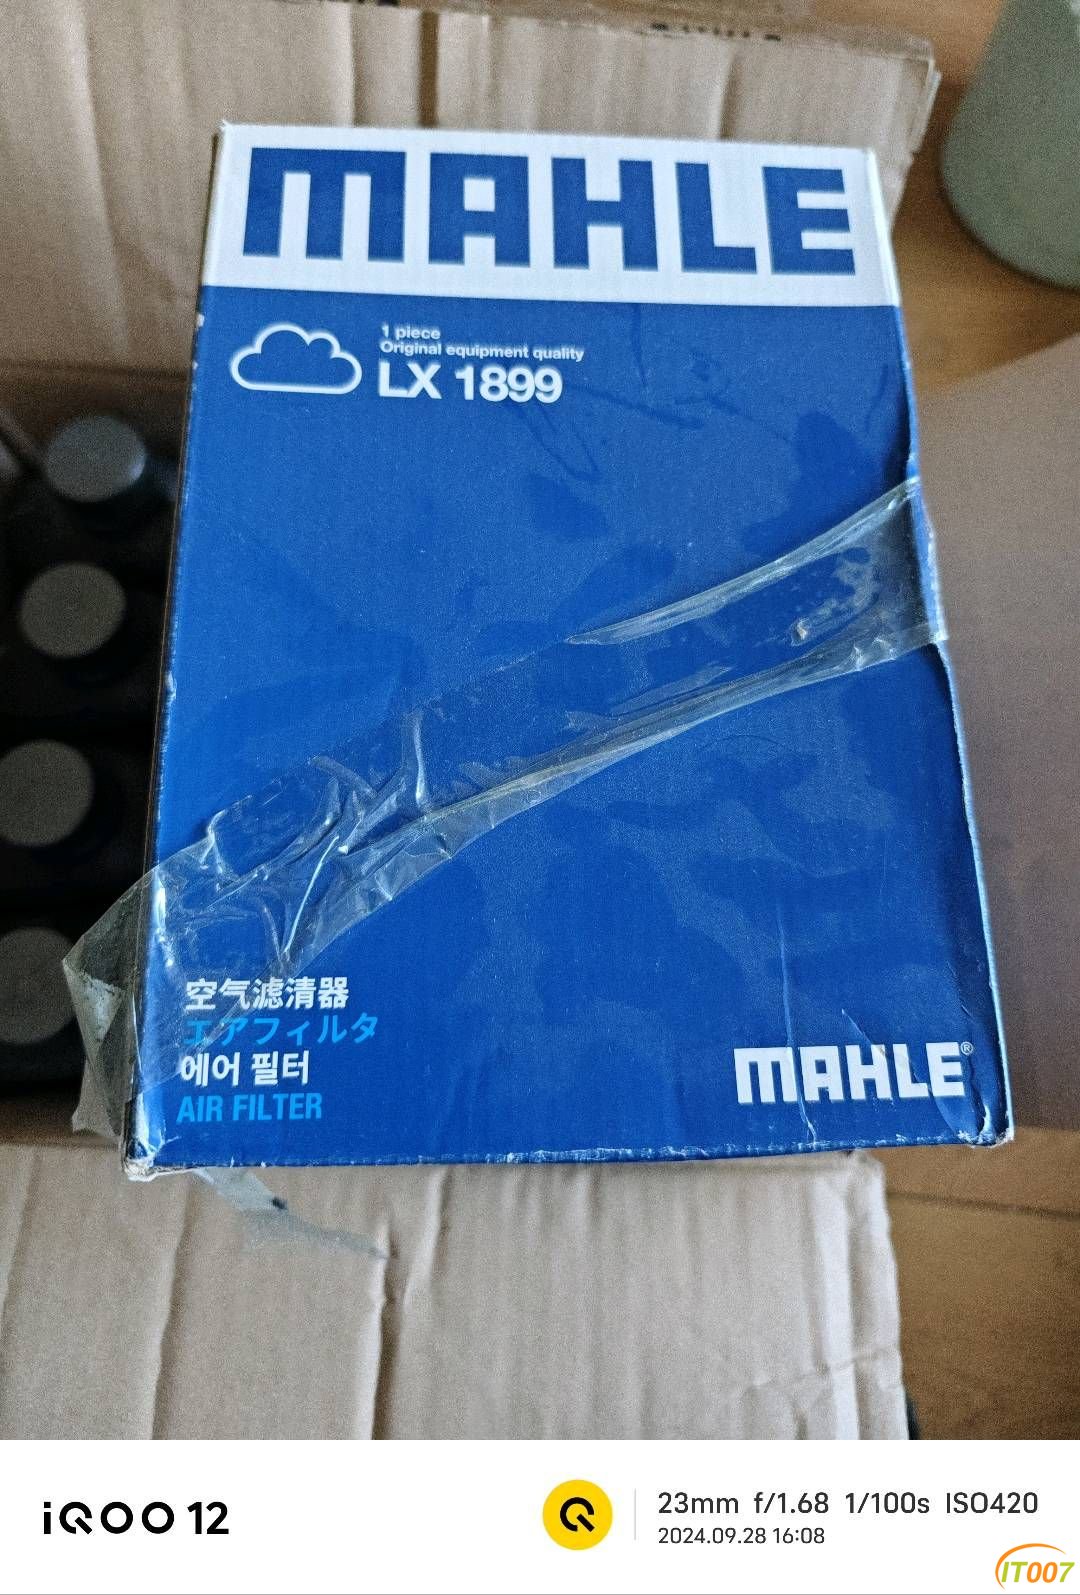 MAHLE
1 piece
Original equipment quality
LX 1899
空气滤清器
エアフィルタ
에어 필터
AIR FILTER
MAHLE®
iQOO 12
23mm f/1.68 1/100s ISO420
2024.09.28 16:08
IT007